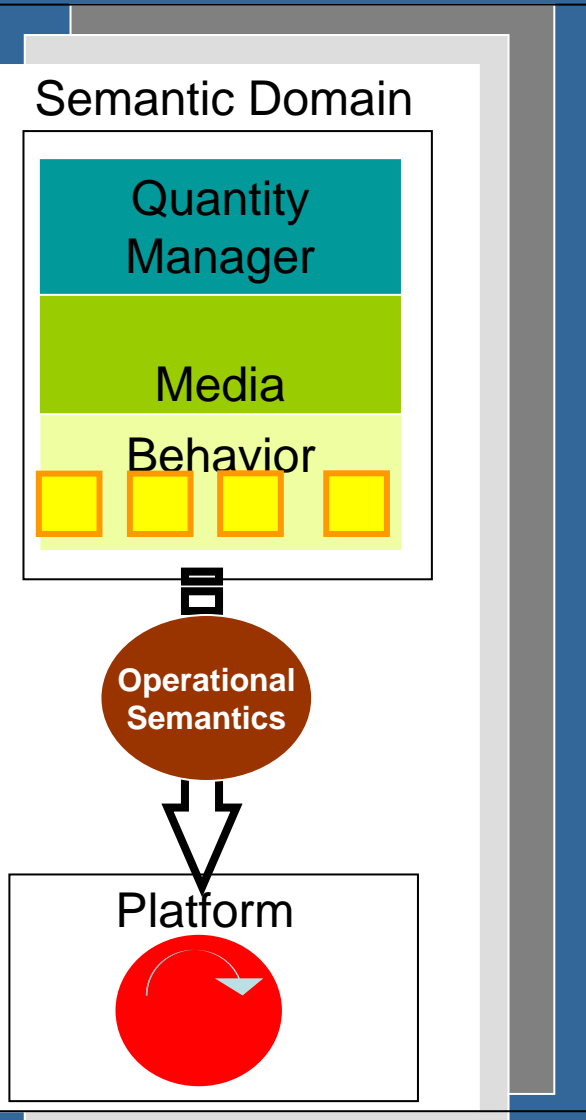 Semantic Domain
Quantity
Manager
Media
Behavior
Operational
Semantics
Platform